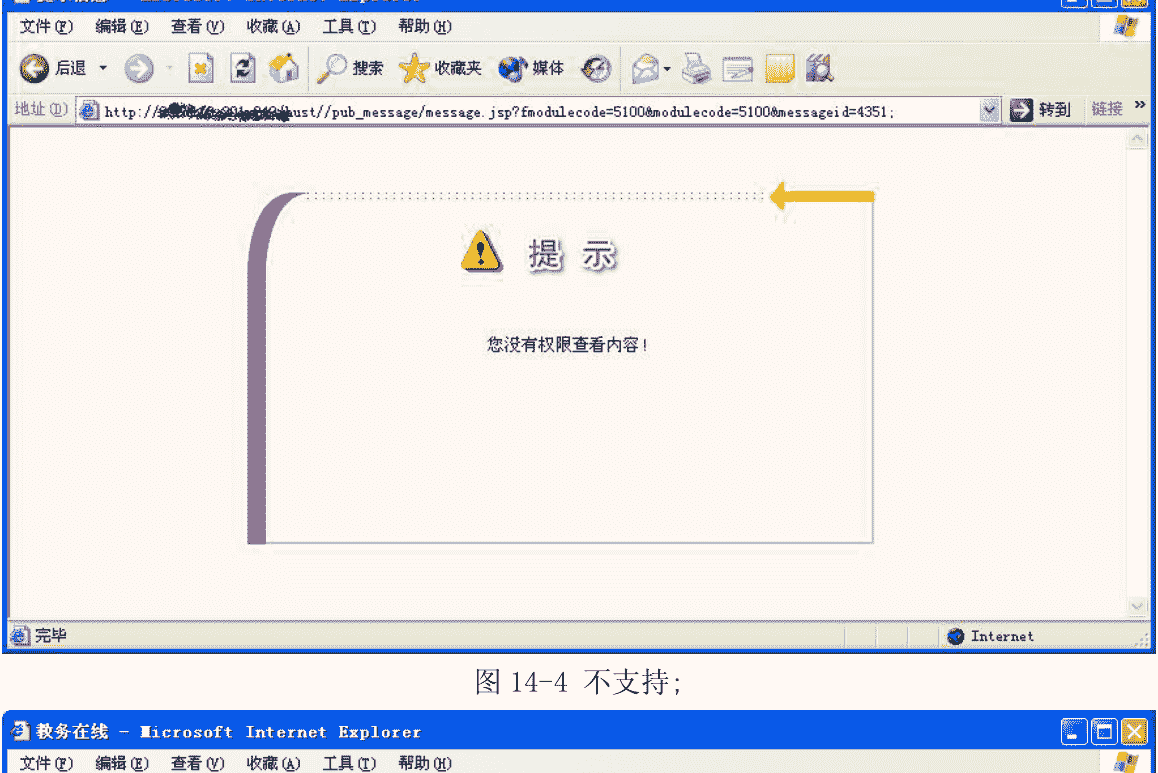 文件(F) 编辑(E) 查看(V) 收藏(A) 工具(T) 帮助(H)
后退 搜索 收藏夹 媒体
地址(D) http:// ust//pub_message/message.jsp?fmodulecode=5100&modulecode=5100&messageid=4351; 转到 链接 »
提 示
您没有权限查看内容!
完毕 Internet
图 14-4 不支持;
教务在线 - Microsoft Internet Explorer
文件(F) 编辑(E) 查看(V) 收藏(A) 工具(T) 帮助(H)